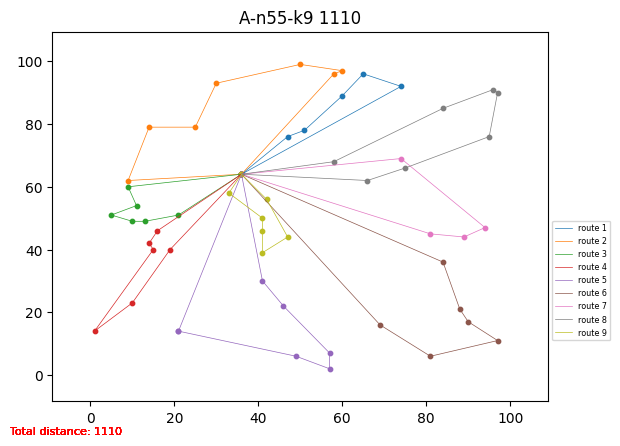 A-n55-k9 1110
100
80
60
40
20
0
0 20 40 60 80 100
route 1
route 2
route 3
route 4
route 5
route 6
route 7
route 8
route 9
Total distance: 1110